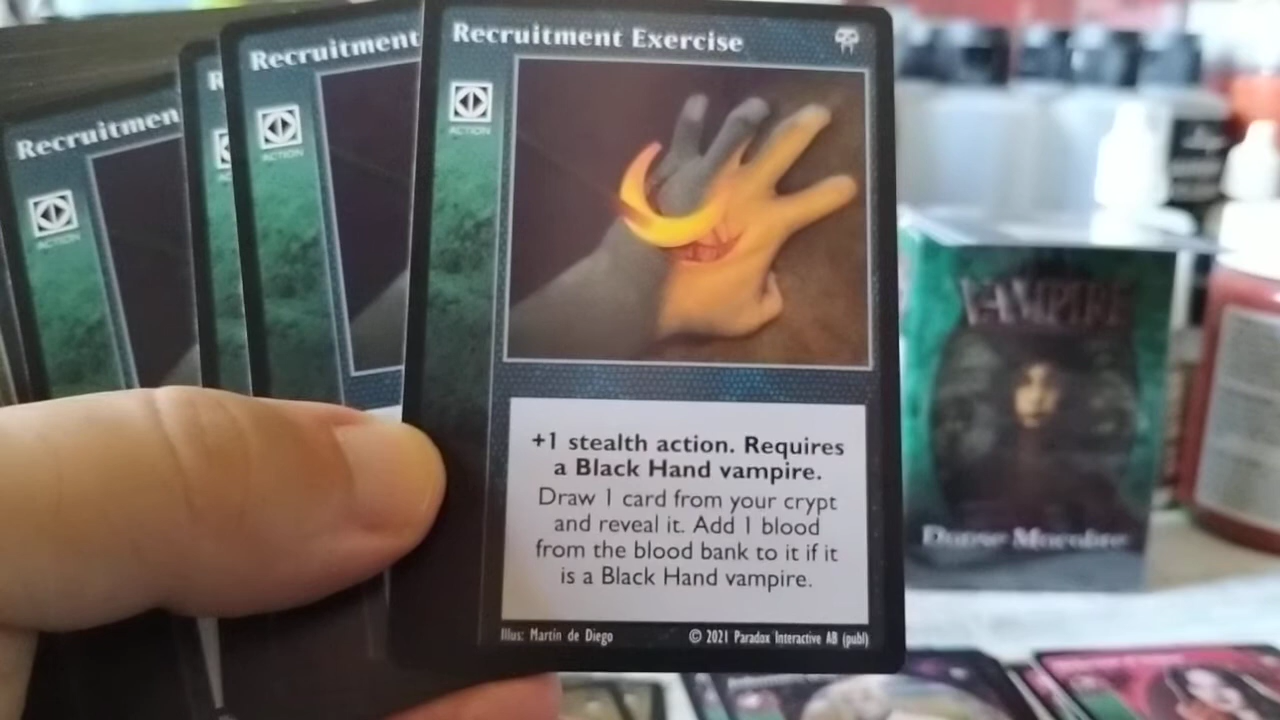 Recruitment Exercise
Recruitment
R
Recruitmen
ACTION
ACTION
ACTION
+1 stealth action. Requires
a Black Hand vampire.
Draw 1 card from your crypt
and reveal it. Add 1 blood
from the blood bank to it if it
is a Black Hand vampire.
Illus: Martín de Diego
© 2021 Paradox Interactive AB (publ)
VAMPIRE
Danse Macabre